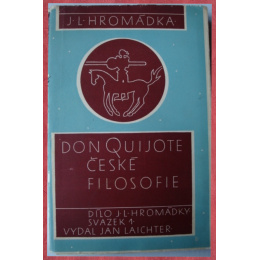 J·L·HROMÁDKA·
DON QUIJOTE
ČESKÉ
FILOSOFIE
DÍLO J·L·HROMÁDKY
SVAZEK 1·
VYDAL JAN LAICHTER·